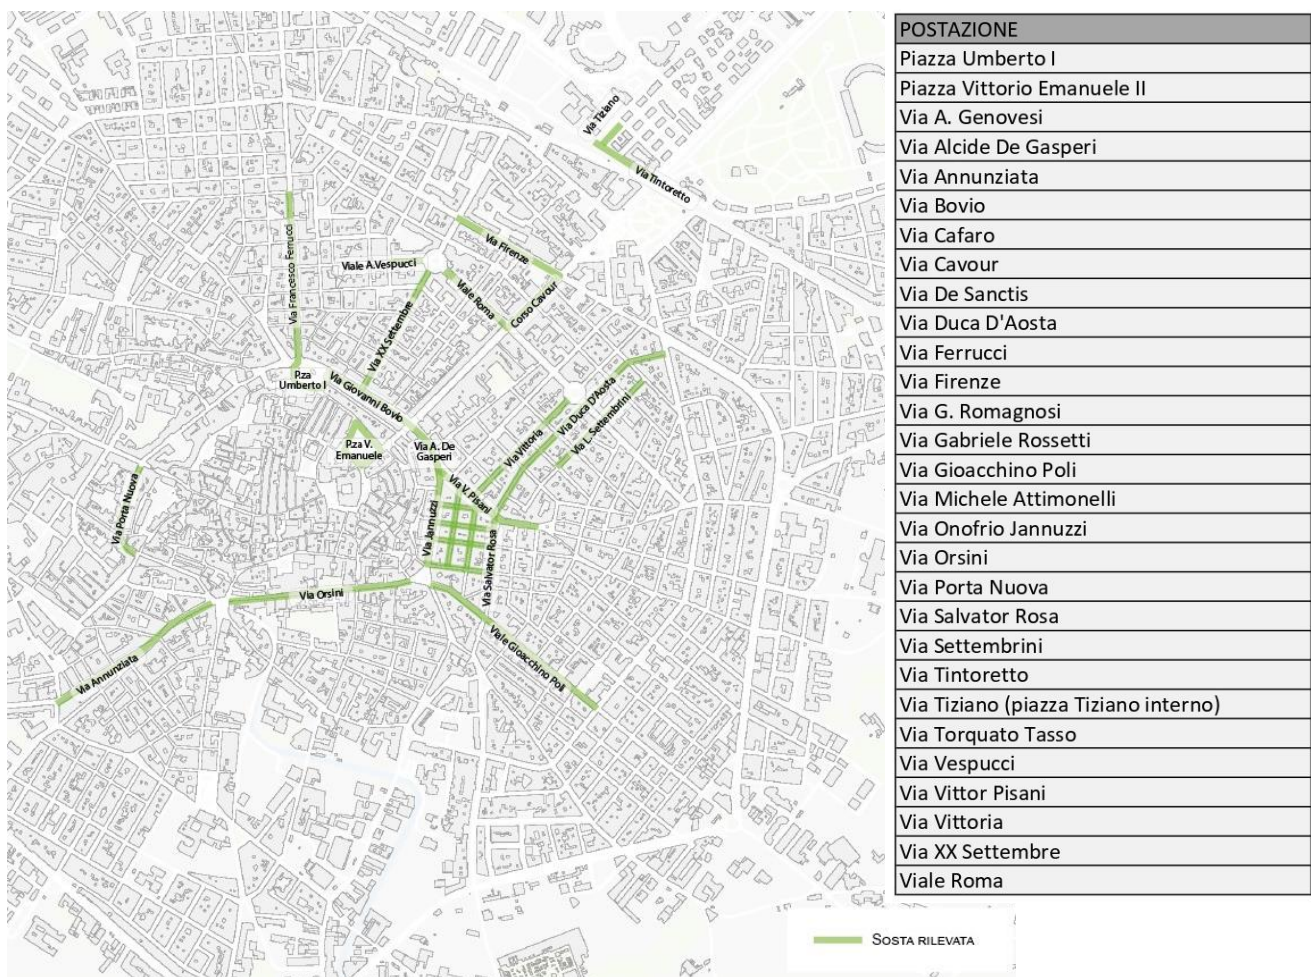 Via Tiziano
Via Tintoretto
Via Firenze
Via Francesco Ferrucci
Viale A.Vespucci
Viale Roma
Corso Cavour
Via XX Settembre
P.za
Umberto I
Via Giovanni Bovio
P.za V.
Emanuele
Via A. De
Gasperi
Via Vittoria
Via Duca D'Aosta
Via L. Settembrini
Via V. Pisani
Via Porta Nuova
Via Jannuzzi
Via Salvator Rosa
Via Orsini
Viale Gioacchino Poli
Via Annunziata
SOSTA RILEVATA
POSTAZIONE
Piazza Umberto I
Piazza Vittorio Emanuele II
Via A. Genovesi
Via Alcide De Gasperi
Via Annunziata
Via Bovio
Via Cafaro
Via Cavour
Via De Sanctis
Via Duca D'Aosta
Via Ferrucci
Via Firenze
Via G. Romagnosi
Via Gabriele Rossetti
Via Gioacchino Poli
Via Michele Attimonelli
Via Onofrio Jannuzzi
Via Orsini
Via Porta Nuova
Via Salvator Rosa
Via Settembrini
Via Tintoretto
Via Tiziano (piazza Tiziano interno)
Via Torquato Tasso
Via Vespucci
Via Vittor Pisani
Via Vittoria
Via XX Settembre
Viale Roma